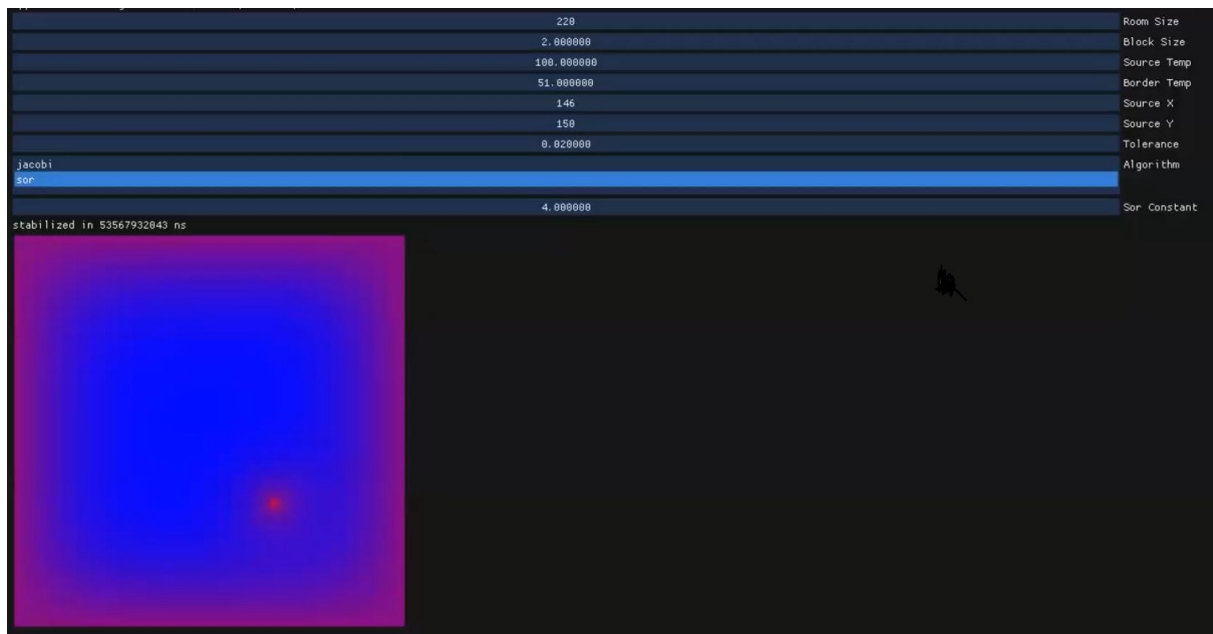 220 Room Size
2.000000 Block Size
100.000000 Source Temp
51.000000 Border Temp
146 Source X
150 Source Y
0.020000 Tolerance
jacobi Algorithm
sor
4.000000 Sor Constant
stabilized in 53567932043 ns